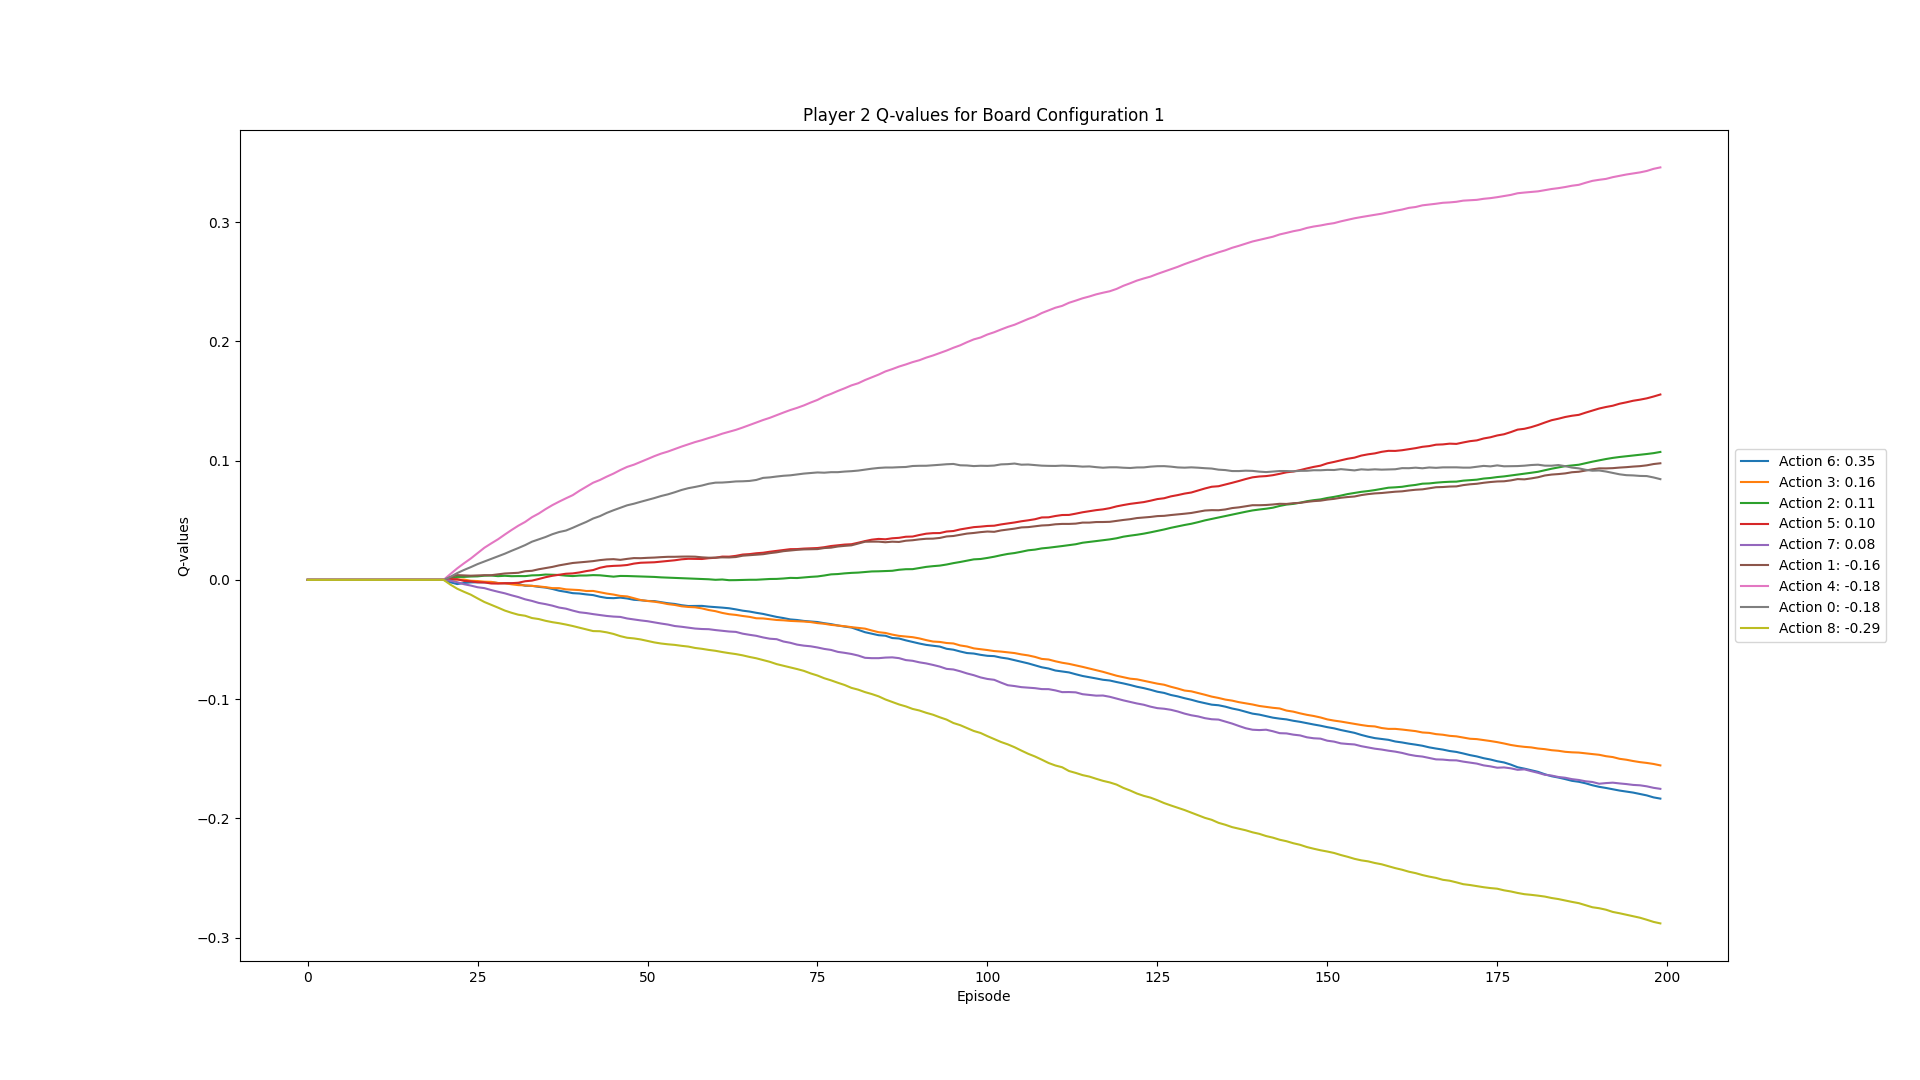 Player 2 Q-values for Board Configuration 1
Q-values
0.3
0.2
0.1
0.0
−0.1
−0.2
−0.3
0
25
50
75
100
125
150
175
200
Episode
Action 6: 0.35
Action 3: 0.16
Action 2: 0.11
Action 5: 0.10
Action 7: 0.08
Action 1: -0.16
Action 4: -0.18
Action 0: -0.18
Action 8: -0.29